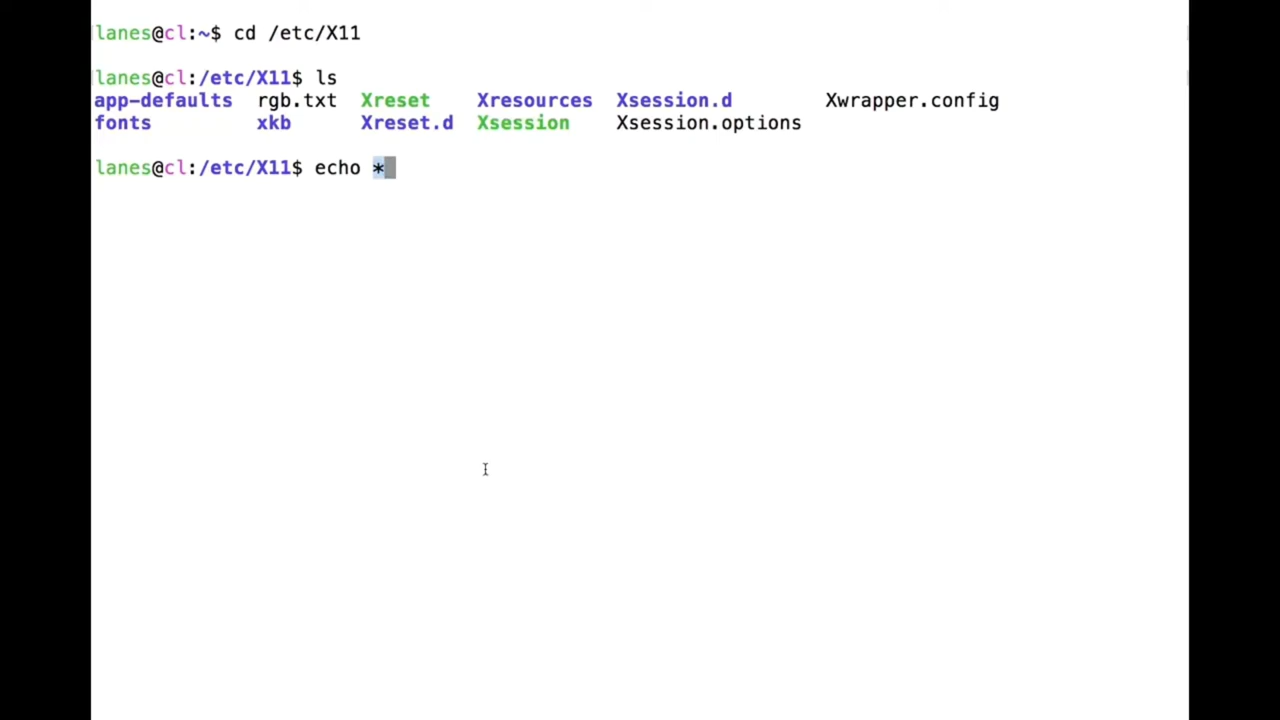 lanes@cl:~$ cd /etc/X11
lanes@cl:/etc/X11$ ls
app-defaults rgb.txt Xreset Xresources Xsession.d Xwrapper.config
fonts xkb Xreset.d Xsession Xsession.options
lanes@cl:/etc/X11$ echo *